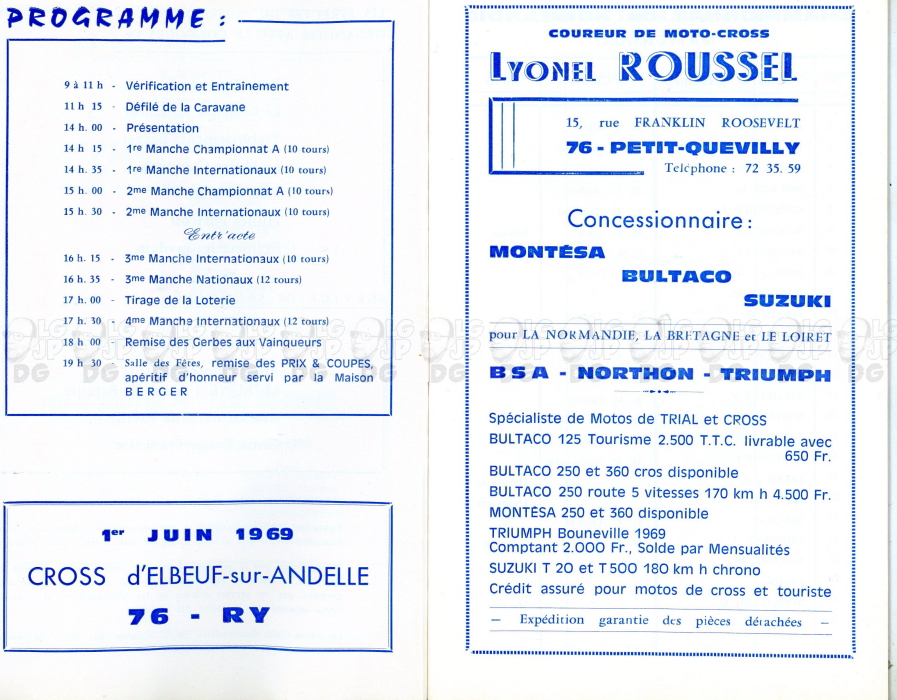 PROGRAMME :
9 à 11 h - Vérification et Entraînement
11 h 15 - Défilé de la Caravane
14 h. 00 - Présentation
14 h 15 - 1re Manche Championnat A (10 tours)
14 h. 35 - 1re Manche Internationaux (10 tours)
15 h. 00 - 2me Manche Championnat A (10 tours)
15 h. 30 - 2me Manche Internationaux (10 tours)
Entr'acte
16 h. 15 - 3me Manche Internationaux (10 tours)
16 h. 35 - 3me Manche Nationaux (12 tours)
17 h. 00 - Tirage de la Loterie
17 h. 30 - 4me Manche Internationaux (12 tours)
18 h 00 - Remise des Gerbes aux Vainqueurs
19 h 30 - Salle des Fêtes, remise des PRIX & COUPES,
apéritif d'honneur servi par la Maison
BERGER
1er JUIN 1969
CROSS d'ELBEUF-sur-ANDELLE
76 - RY
COUREUR DE MOTO-CROSS
LYONEL ROUSSEL
15, rue FRANKLIN ROOSEVELT
76 - PETIT-QUEVILLY
Téléphone : 72 35. 59
Concessionnaire :
MONTÉSA
BULTACO
SUZUKI
pour LA NORMANDIE, LA BRETAGNE et LE LOIRET
BSA - NORTHON - TRIUMPH
Spécialiste de Motos de TRIAL et CROSS
BULTACO 125 Tourisme 2.500 T.T.C. livrable avec
650 Fr.
BULTACO 250 et 360 cros disponible
BULTACO 250 route 5 vitesses 170 km h 4.500 Fr.
MONTÉSA 250 et 360 disponible
TRIUMPH Bouneville 1969
Comptant 2.000 Fr., Solde par Mensualités
SUZUKI T 20 et T 500 180 km h chrono
Crédit assuré pour motos de cross et touriste
— Expédition garantie des pièces détachées —